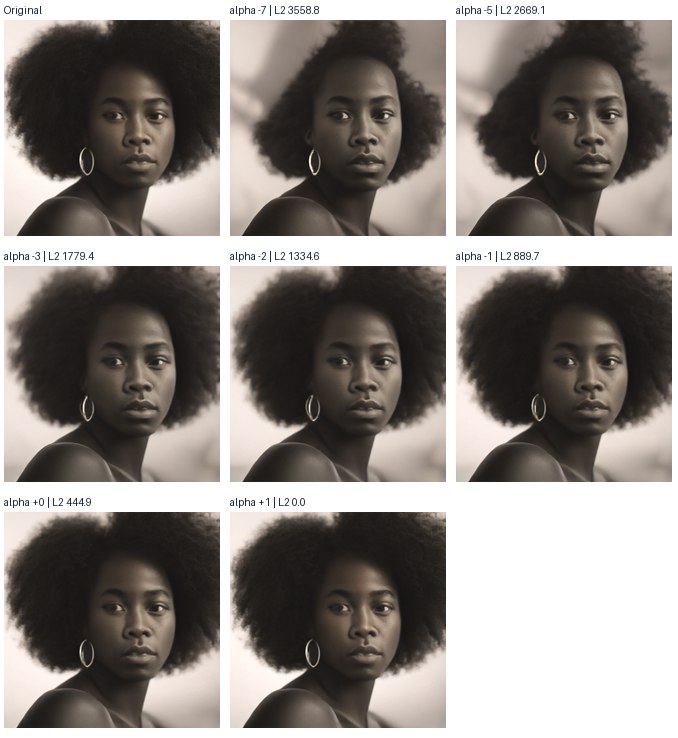 Original
alpha -7 | L2 3558.8
alpha -5 | L2 2669.1
alpha -3 | L2 1779.4
alpha -2 | L2 1334.6
alpha -1 | L2 889.7
alpha +0 | L2 444.9
alpha +1 | L2 0.0